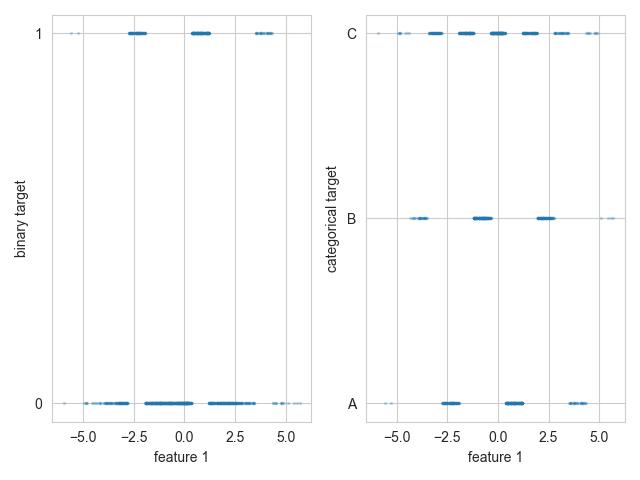 1
0
binary target
−5.0 −2.5 0.0 2.5 5.0
feature 1
C
B
A
categorical target
−5.0 −2.5 0.0 2.5 5.0
feature 1